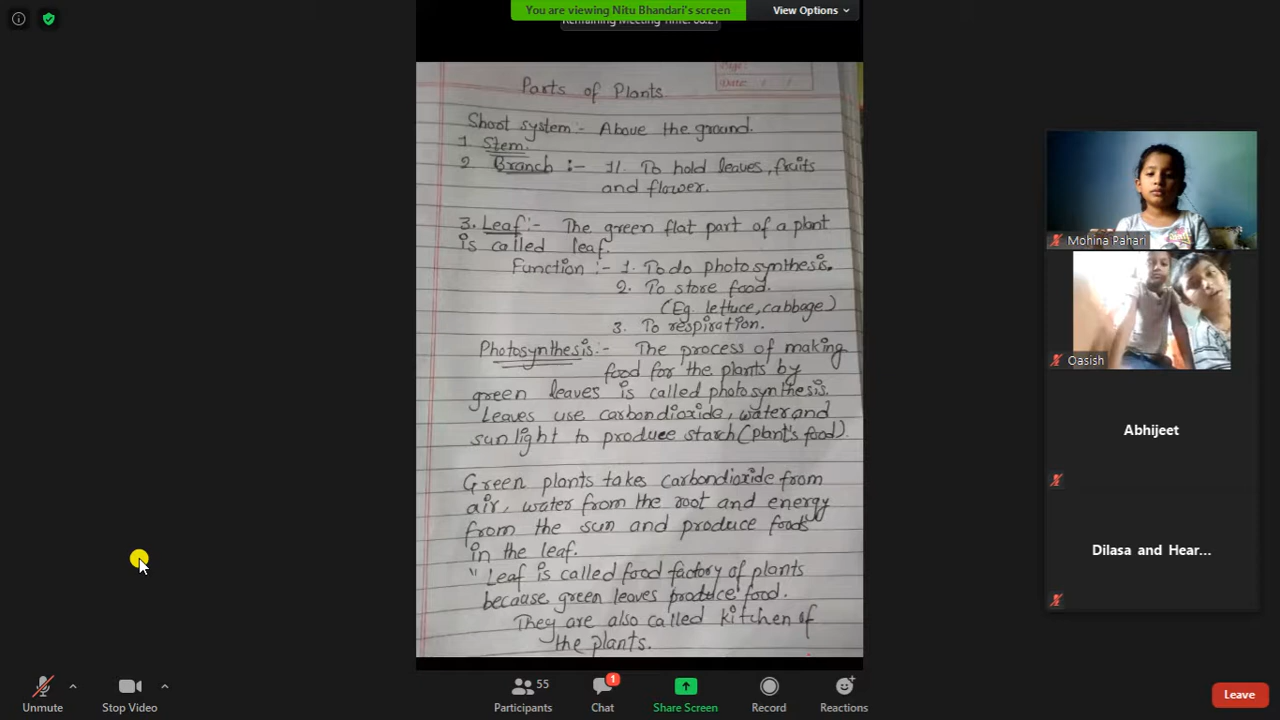 You are viewing Nitu Bhandari's screen
View Options
Remaining Meeting Time:
Page:
Date: / /
Parts of Plants
Shoot system:- Above the ground.
1 Stem.
2 Branch :- 1/. To hold leaves, fruits
and flower.
3. Leaf:- The green flat part of a plant
is called leaf.
Function :- 1. To do photosynthesis.
2. To store food.
(Eg. lettuce, cabbage)
3. To respiration.
Photosynthesis:- The process of making
food for the plants by
green leaves is called photosynthesis.
Leaves use carbondioxide, water and
sunlight to produce starch (plant's food).
Green plants takes carbondioxide from
air, water from the root and energy
from the sun and produce foods
in the leaf.
" Leaf is called food factory of plants
because green leaves produce food.
They are also called kitchen of
the plants.
Mohina Pahari
Oasish
Abhijeet
Dilasa and Hear...
Unmute
Stop Video
55
Participants
1
Chat
Share Screen
Record
Reactions
Leave